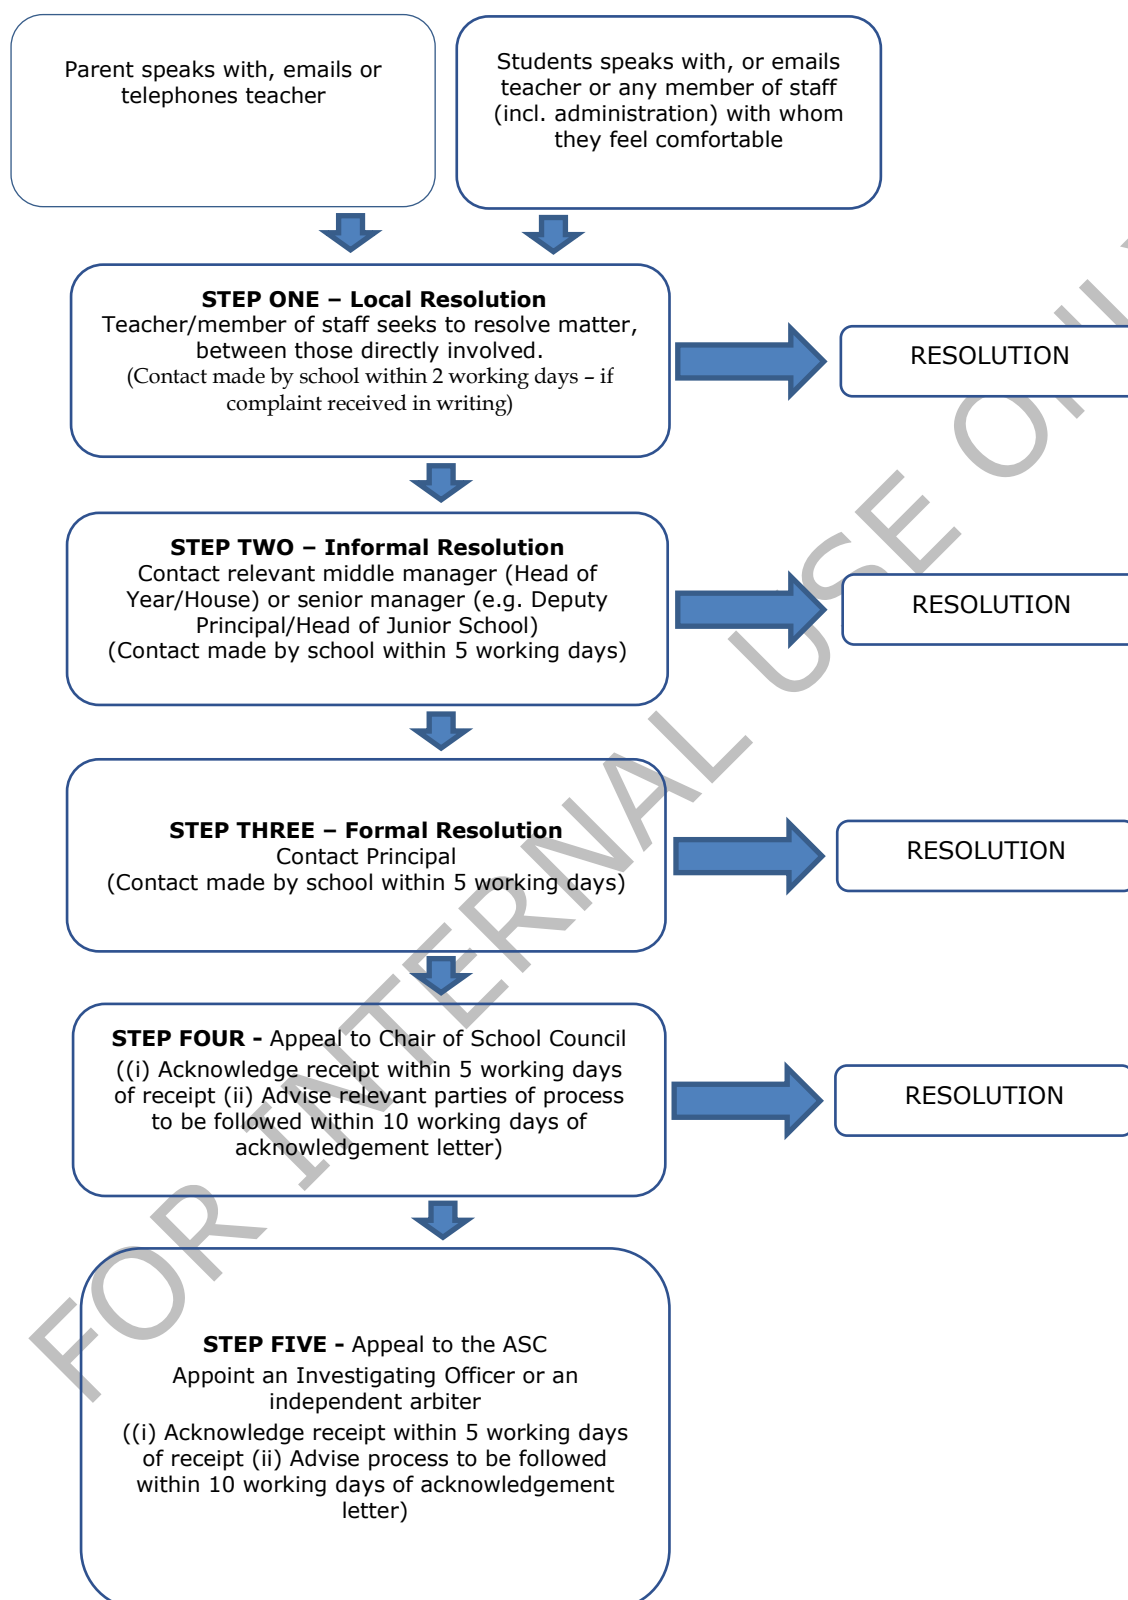 Parent speaks with, emails or
telephones teacher
Students speaks with, or emails
teacher or any member of staff
(incl. administration) with whom
they feel comfortable
STEP ONE – Local Resolution
Teacher/member of staff seeks to resolve matter,
between those directly involved.
(Contact made by school within 2 working days – if
complaint received in writing)
RESOLUTION
STEP TWO – Informal Resolution
Contact relevant middle manager (Head of
Year/House) or senior manager (e.g. Deputy
Principal/Head of Junior School)
(Contact made by school within 5 working days)
RESOLUTION
STEP THREE – Formal Resolution
Contact Principal
(Contact made by school within 5 working days)
RESOLUTION
STEP FOUR - Appeal to Chair of School Council
((i) Acknowledge receipt within 5 working days
of receipt (ii) Advise relevant parties of process
to be followed within 10 working days of
acknowledgement letter)
RESOLUTION
STEP FIVE - Appeal to the ASC
Appoint an Investigating Officer or an
independent arbiter
((i) Acknowledge receipt within 5 working days
of receipt (ii) Advise process to be followed
within 10 working days of acknowledgement
letter)
FOR INTERNAL USE